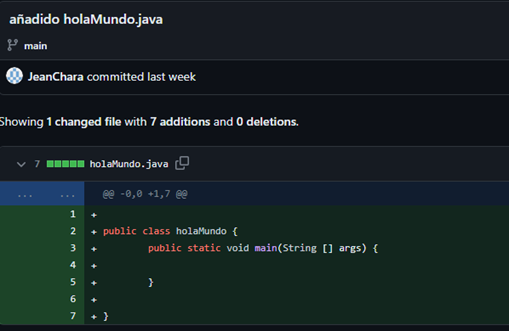 añadido holaMundo.java
main
JeanChara committed last week
Showing 1 changed file with 7 additions and 0 deletions.
7 holaMundo.java
... ... @@ -0,0 +1,7 @@
1 +
2 + public class holaMundo {
3 + public static void main(String [] args) {
4 +
5 + }
6 +
7 + }